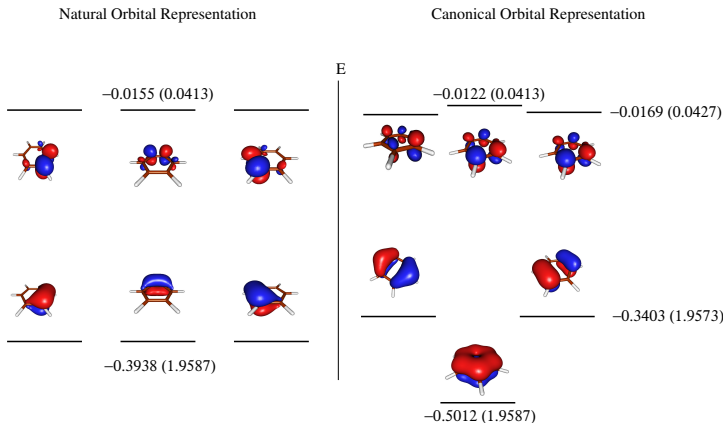 Natural Orbital Representation
Canonical Orbital Representation
E
−0.0155 (0.0413)
−0.0122 (0.0413)
−0.0169 (0.0427)
−0.3403 (1.9573)
−0.3938 (1.9587)
−0.5012 (1.9587)